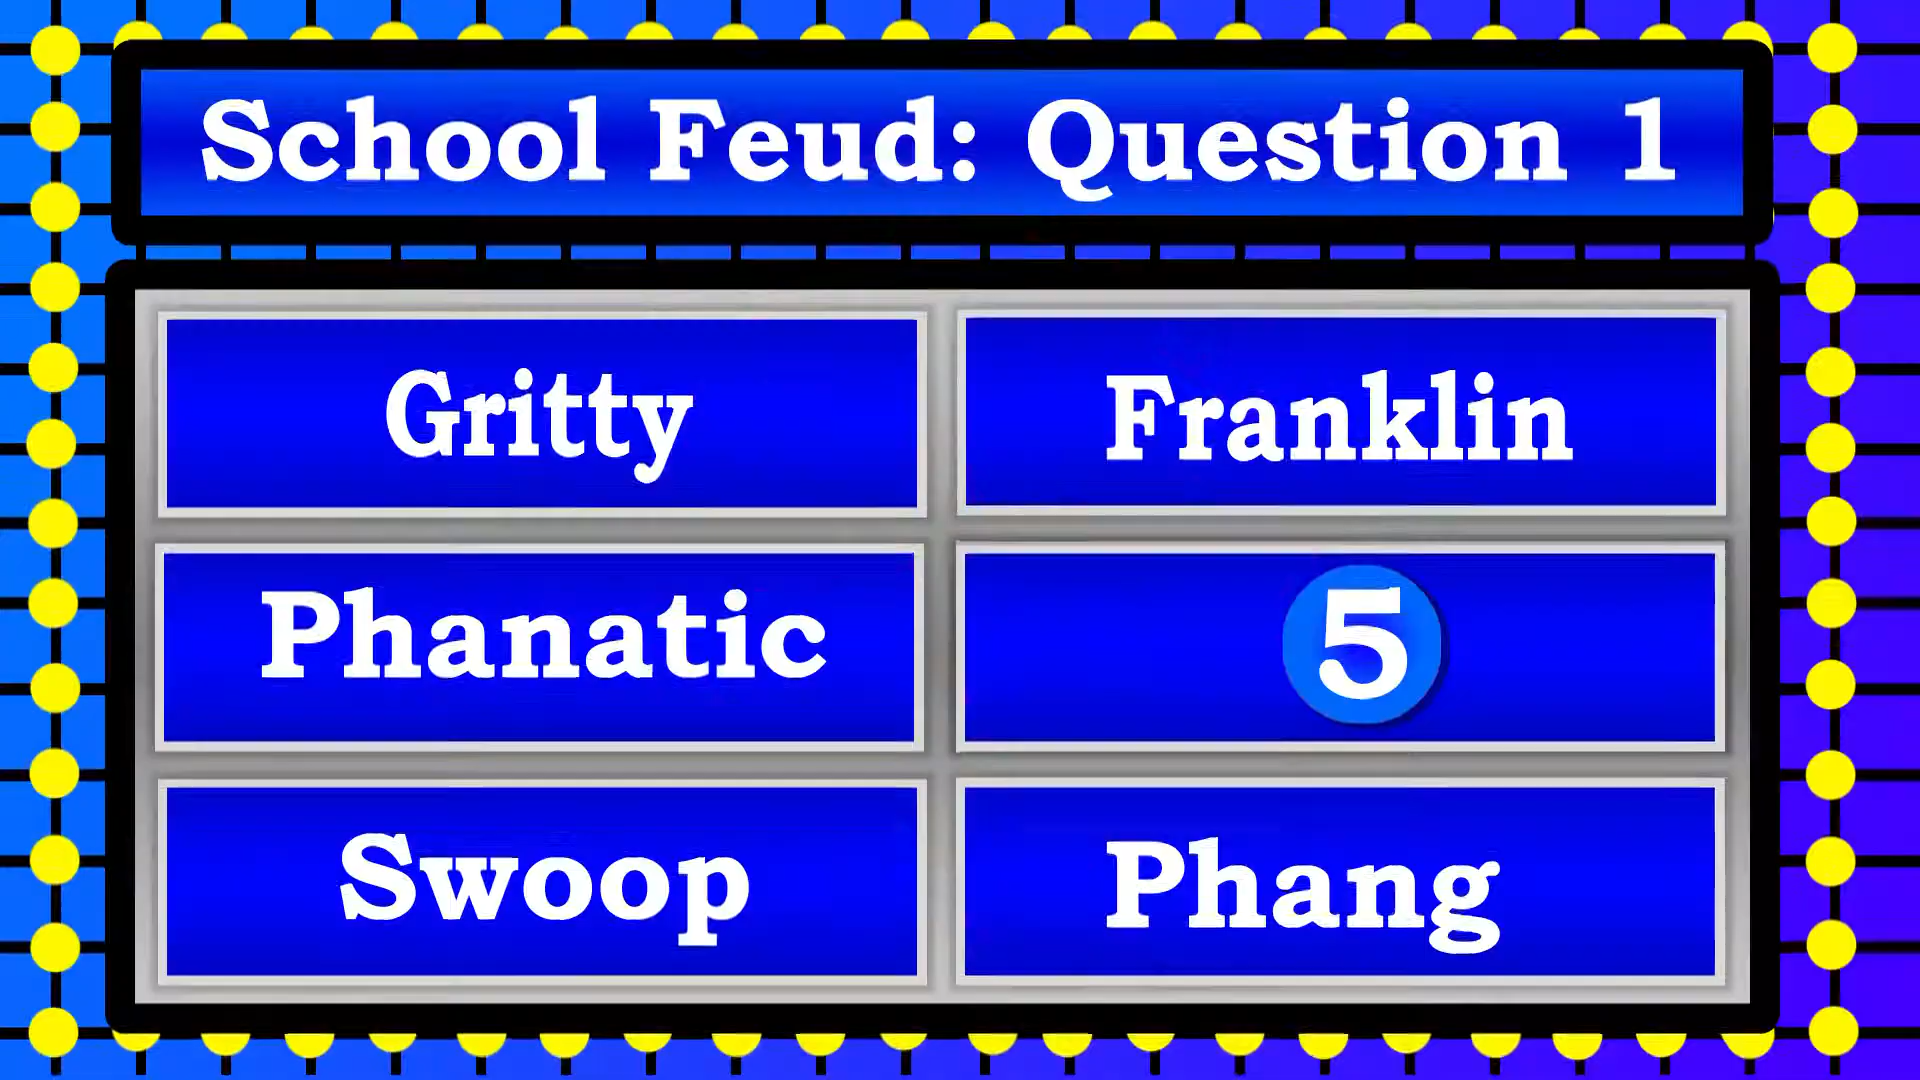 School Feud: Question 1
Gritty
Franklin
Phanatic
5
Swoop
Phang